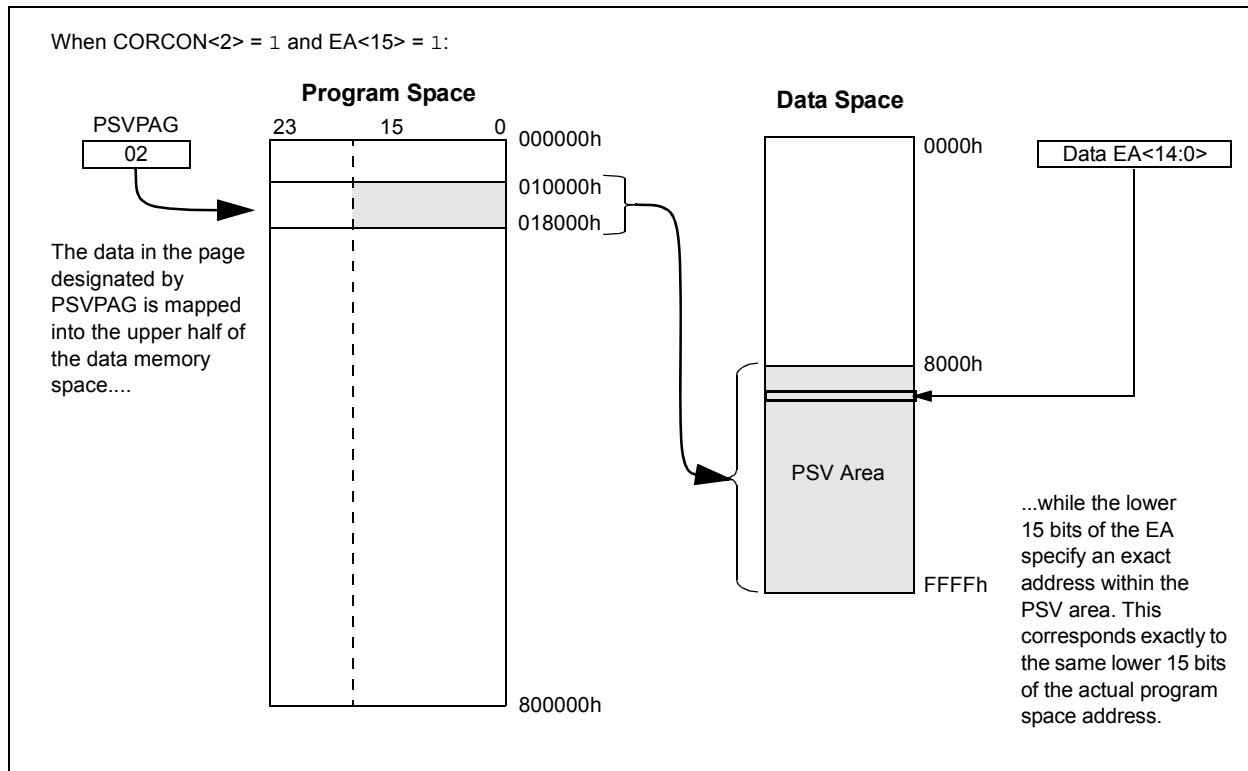 When CORCON<2> = 1 and EA<15> = 1:
Program Space
Data Space
PSVPAG
02
23 15 0
000000h
010000h
018000h
800000h
The data in the page
designated by
PSVPAG is mapped
into the upper half of
the data memory
space....
0000h
8000h
FFFFh
PSV Area
Data EA<14:0>
...while the lower
15 bits of the EA
specify an exact
address within the
PSV area. This
corresponds exactly to
the same lower 15 bits
of the actual program
space address.